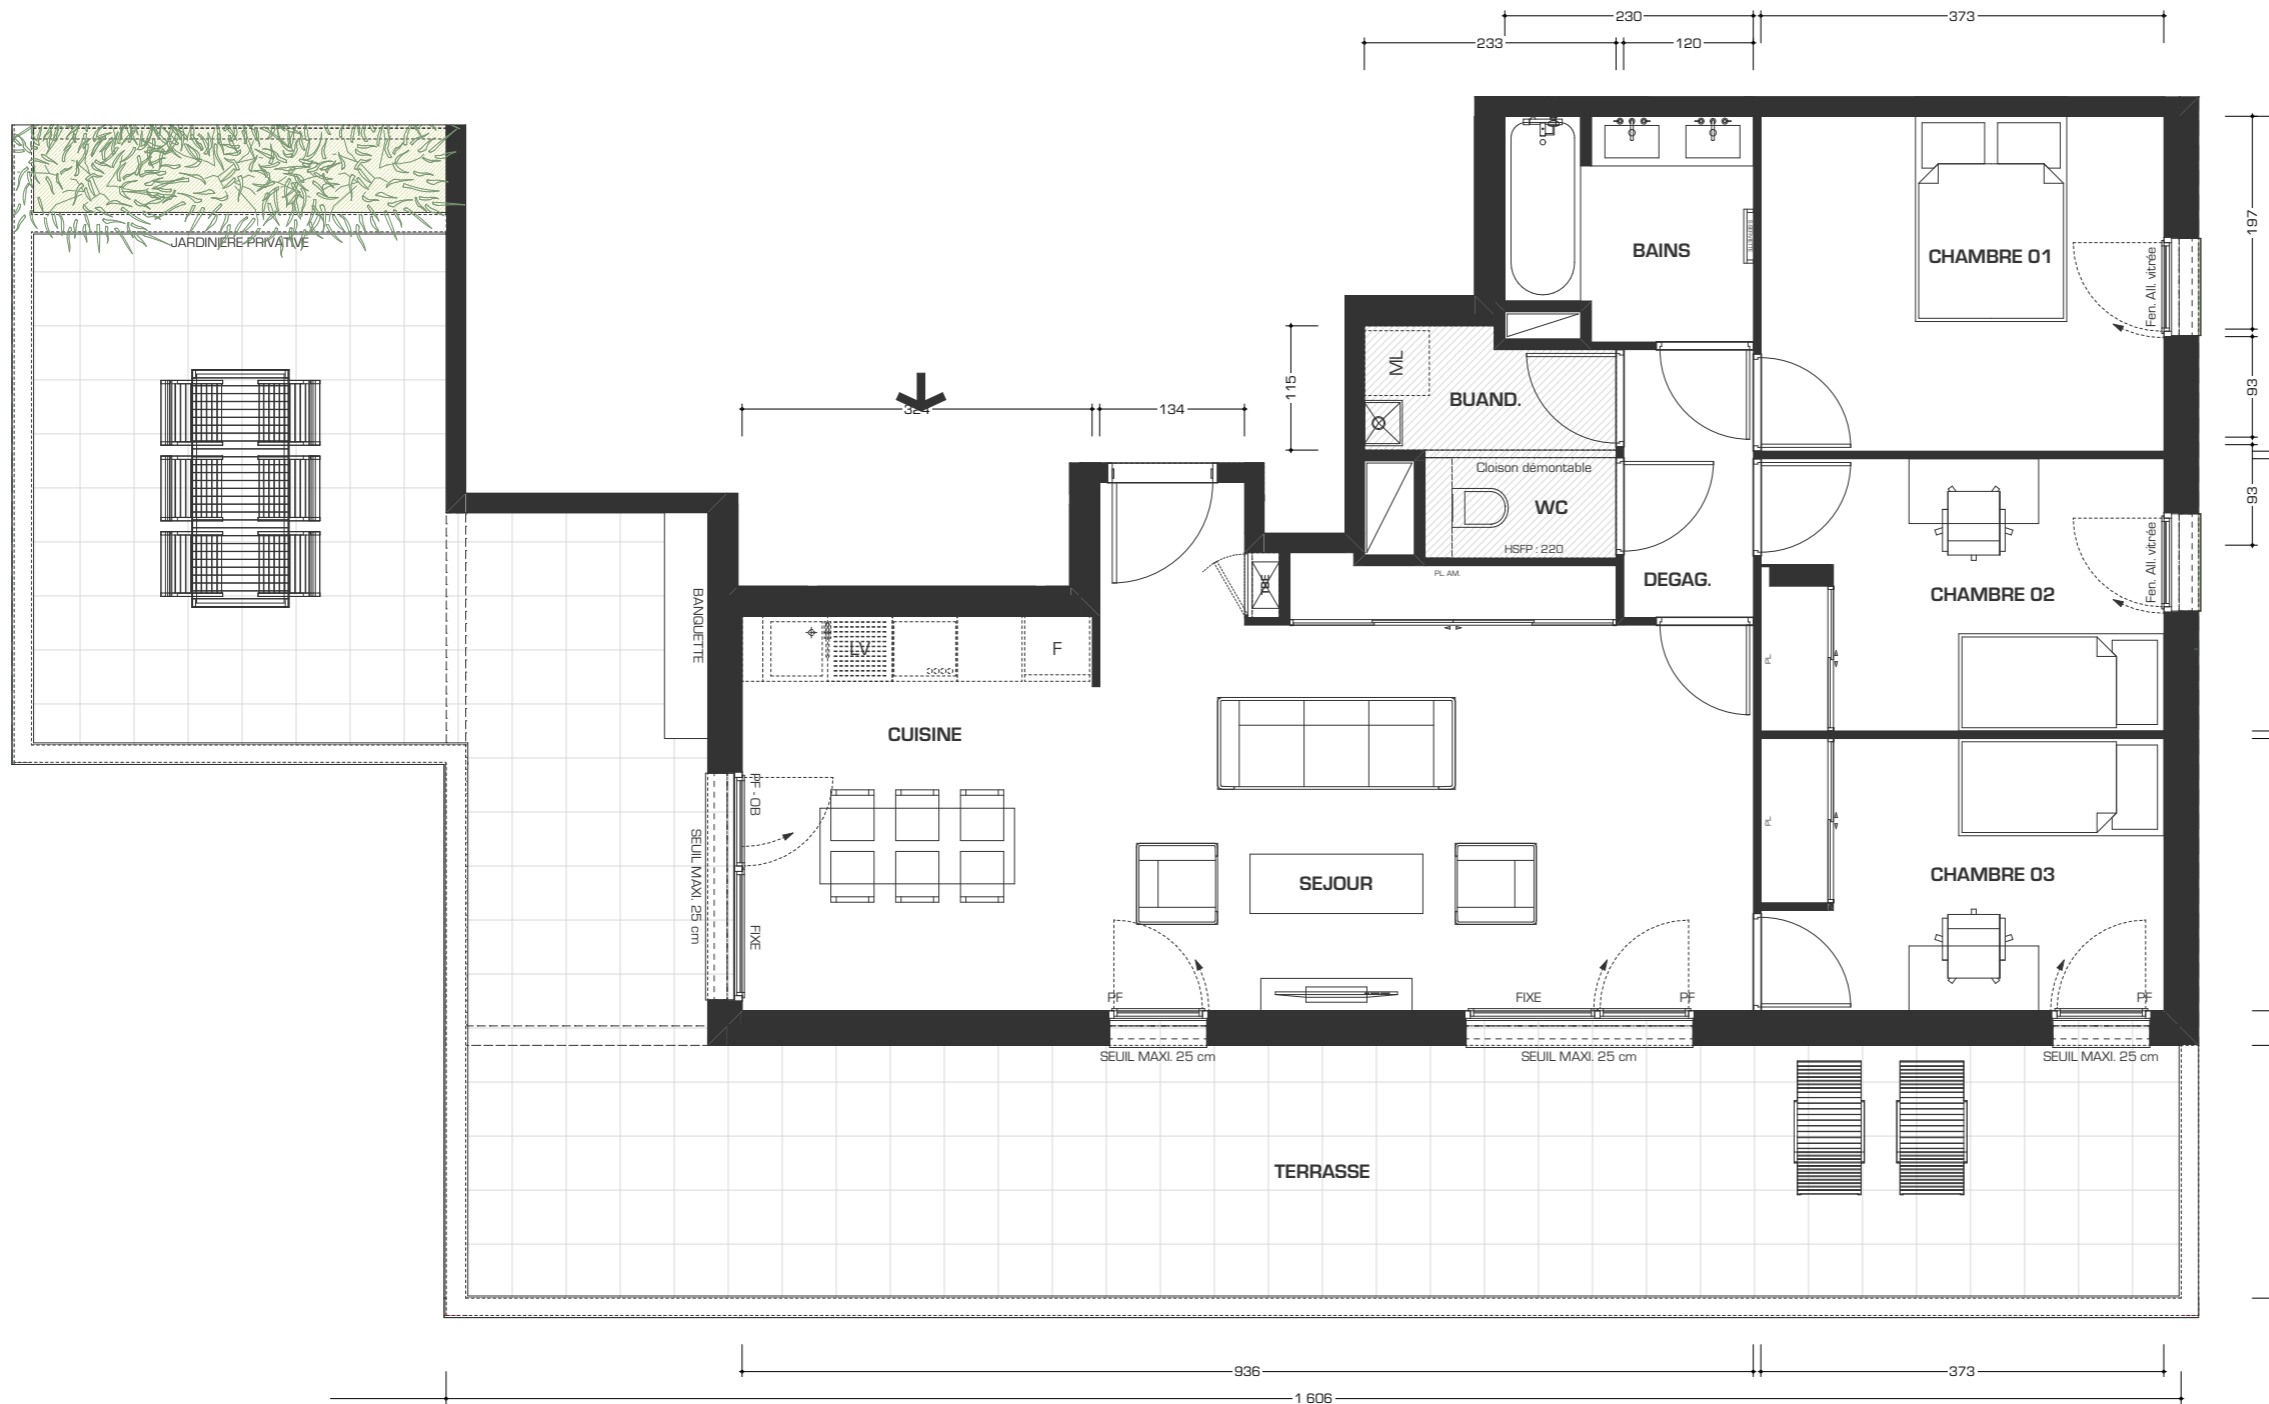 230
373
233
120
197
93
93
115
324
134
JARDINIERE PRIVATIVE
BAINS
CHAMBRE 01
Fen. All. vitrée
ML
BUAND.
Cloison démontable
WC
HSFP : 220
PL. AM.
TBE
DEGAG.
CHAMBRE 02
Fen. All. vitrée
PL.
BANQUETTE
LV
F
CUISINE
PF - OB
SEUIL MAXI. 25 cm
FIXE
SEJOUR
PL.
CHAMBRE 03
PF
FIXE
PF
PF
SEUIL MAXI. 25 cm
SEUIL MAXI. 25 cm
SEUIL MAXI. 25 cm
TERRASSE
936
373
1 606